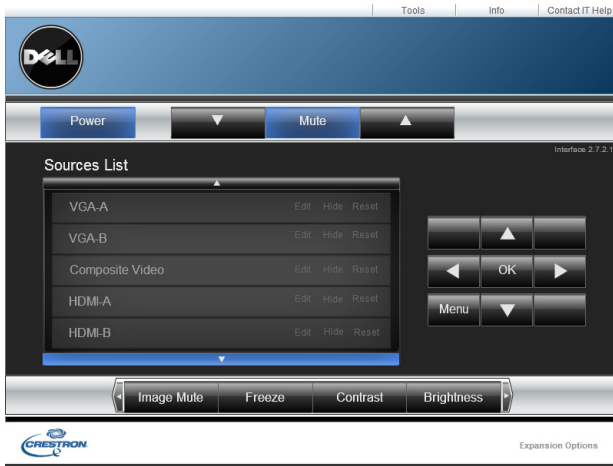 Tools Info Contact IT Help
DELL
Power Mute
Interface 2.7.2.1
Sources List
VGA-A Edit Hide Reset
VGA-B Edit Hide Reset
Composite Video Edit Hide Reset
HDMI-A Edit Hide Reset
HDMI-B Edit Hide Reset
OK
Menu
Image Mute Freeze Contrast Brightness
CRESTRON
Expansion Options